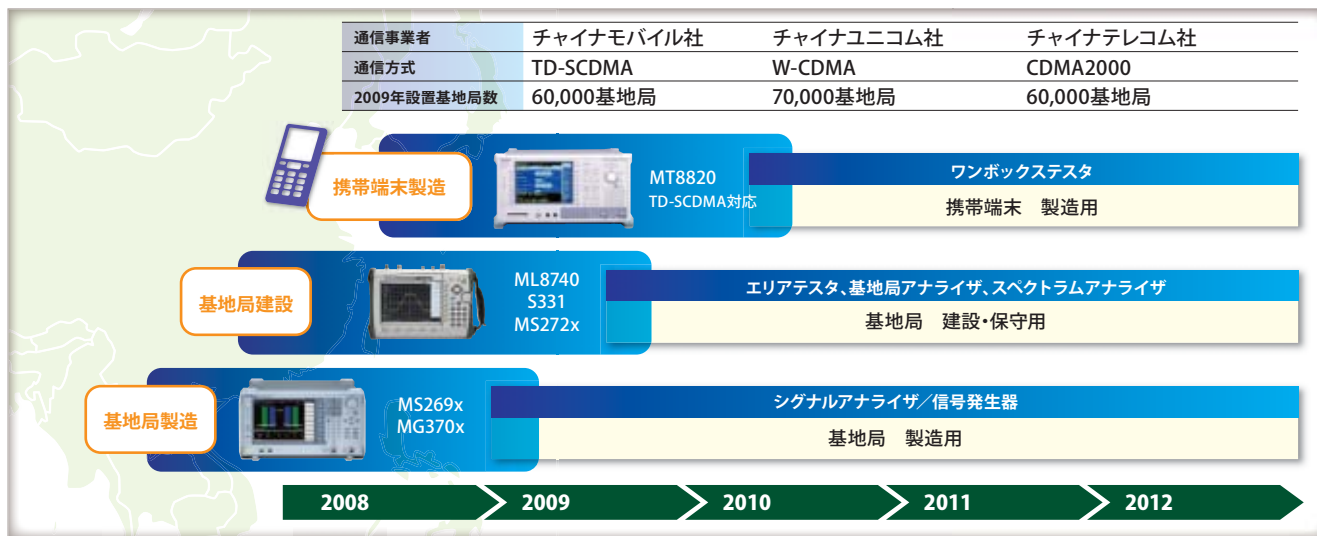 通信事業者 チャイナモバイル社 チャイナユニコム社 チャイナテレコム社
通信方式 TD-SCDMA W-CDMA CDMA2000
2009年設置基地局数 60,000基地局 70,000基地局 60,000基地局
携帯端末製造
MT8820
TD-SCDMA対応
ワンボックステスタ
携帯端末 製造用
基地局建設
ML8740
S331
MS272x
エリアテスタ、基地局アナライザ、スペクトラムアナライザ
基地局 建設・保守用
基地局製造
MS269x
MG370x
シグナルアナライザ／信号発生器
基地局 製造用
2008 2009 2010 2011 2012